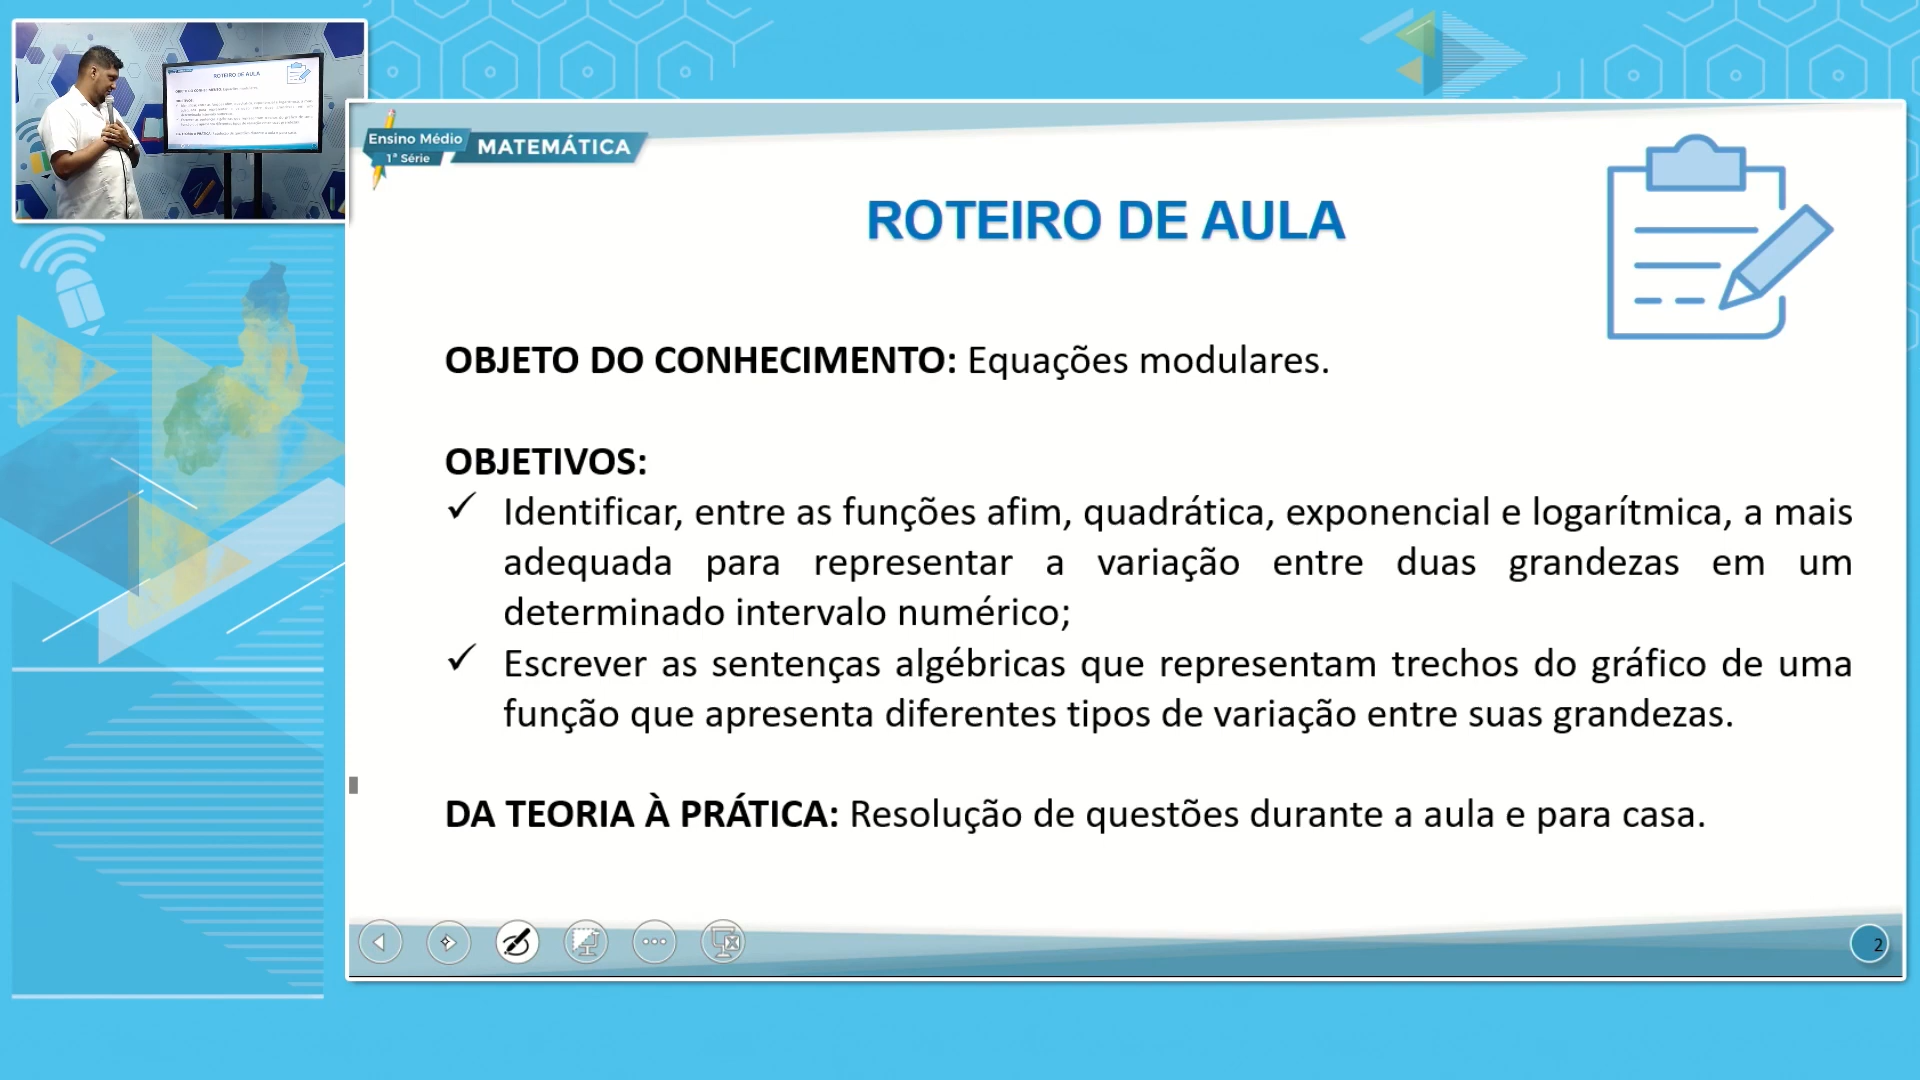 Ensino Médio
1ª Série
MATEMÁTICA
ROTEIRO DE AULA
OBJETO DO CONHECIMENTO: Equações modulares.
OBJETIVOS:
✓ Identificar, entre as funções afim, quadrática, exponencial e logarítmica, a mais
adequada para representar a variação entre duas grandezas em um
determinado intervalo numérico;
✓ Escrever as sentenças algébricas que representam trechos do gráfico de uma
função que apresenta diferentes tipos de variação entre suas grandezas.
DA TEORIA À PRÁTICA: Resolução de questões durante a aula e para casa.
2
ROTEIRO DE AULA